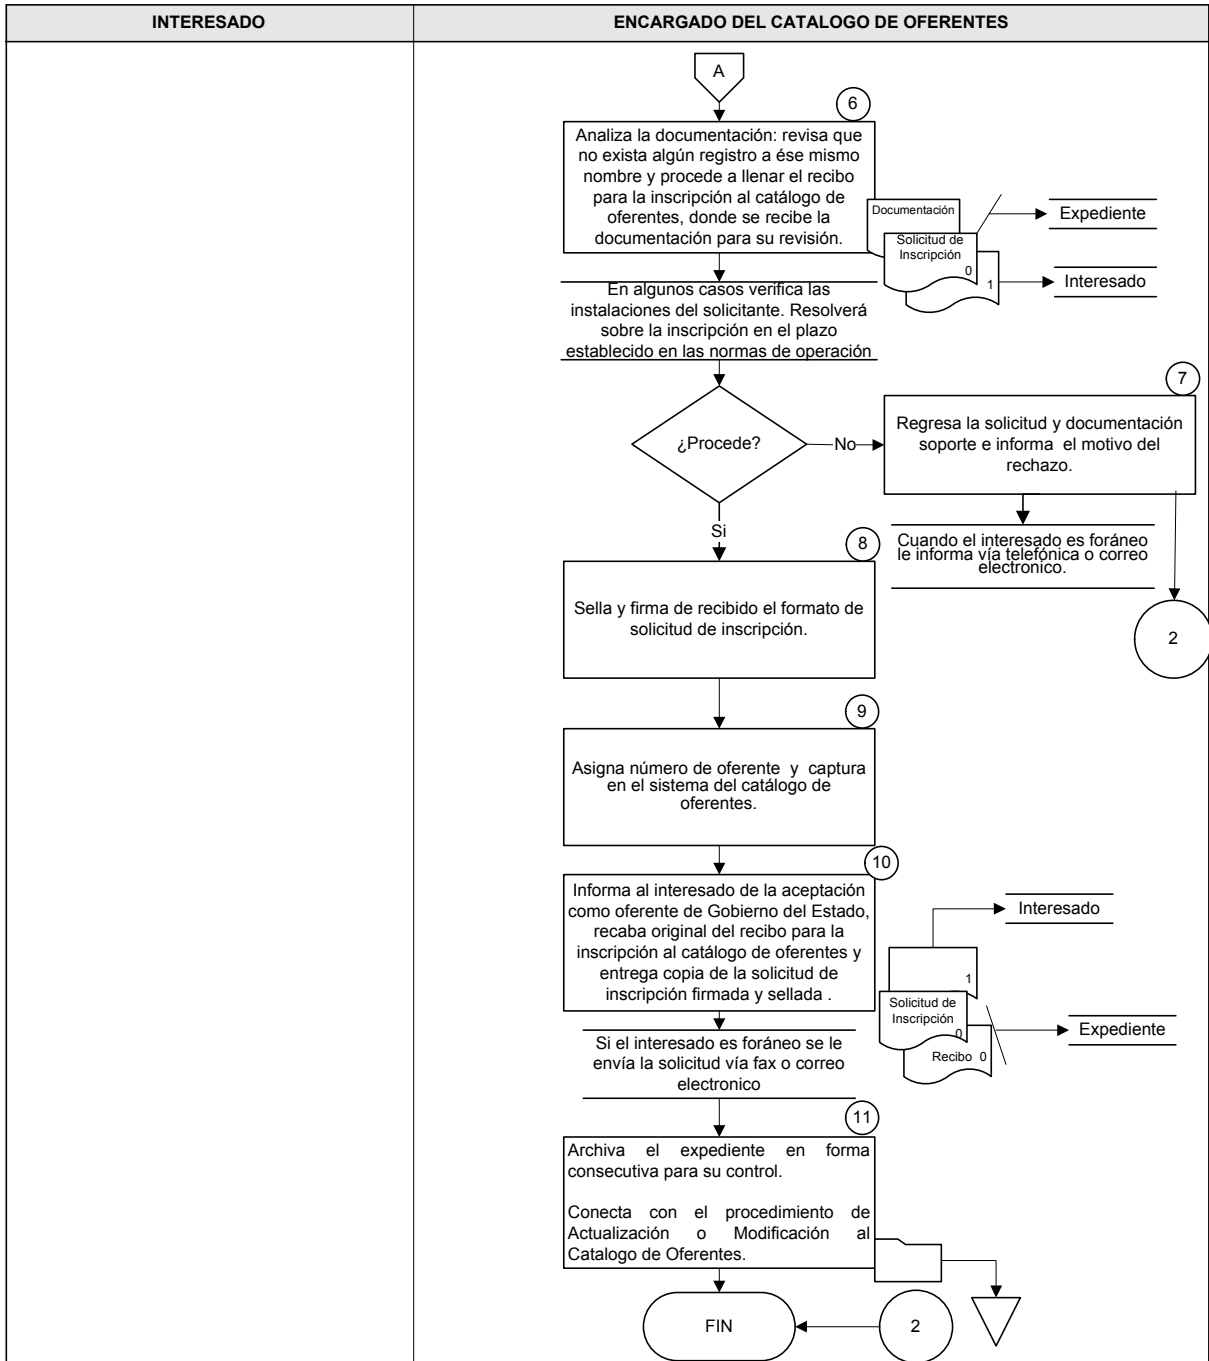 INTERESADO
ENCARGADO DEL CATALOGO DE OFERENTES
A
6
Analiza la documentación: revisa que
no exista algún registro a ése mismo
nombre y procede a llenar el recibo
para la inscripción al catálogo de
oferentes, donde se recibe la
documentación para su revisión.
Documentación
Solicitud de
Inscripción
0
1
Expediente
Interesado
En algunos casos verifica las
instalaciones del solicitante. Resolverá
sobre la inscripción en el plazo
establecido en las normas de operación
¿Procede?
No
7
Regresa la solicitud y documentación
soporte e informa el motivo del
rechazo.
Cuando el interesado es foráneo
le informa vía telefónica o correo
electronico.
2
Si
8
Sella y firma de recibido el formato de
solicitud de inscripción.
9
Asigna número de oferente y captura
en el sistema del catálogo de
oferentes.
10
Informa al interesado de la aceptación
como oferente de Gobierno del Estado,
recaba original del recibo para la
inscripción al catálogo de oferentes y
entrega copia de la solicitud de
inscripción firmada y sellada .
Interesado
1
Solicitud de
Inscripción
0
Recibo 0
Expediente
Si el interesado es foráneo se le
envía la solicitud vía fax o correo
electronico
11
Archiva el expediente en forma
consecutiva para su control.
Conecta con el procedimiento de
Actualización o Modificación al
Catalogo de Oferentes.
FIN
2